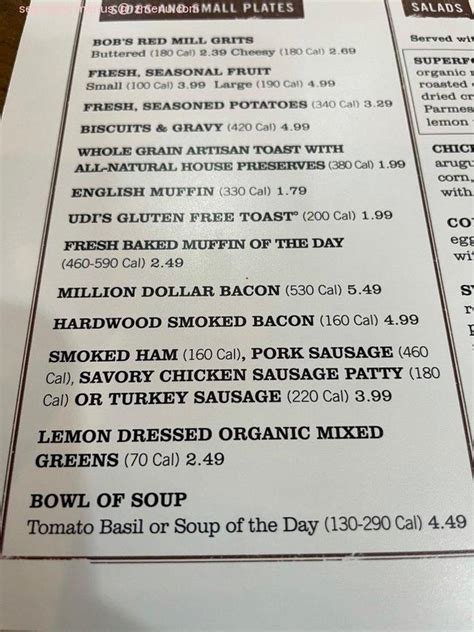 SIDES AND SMALL PLATES
BOB'S RED MILL GRITS
Buttered (180 Cal) 2.39 Cheesy (180 Cal) 2.69
FRESH, SEASONAL FRUIT
Small (100 Cal) 3.99 Large (190 Cal) 4.99
FRESH, SEASONED POTATOES (340 Cal) 3.29
BISCUITS & GRAVY (420 Cal) 4.99
WHOLE GRAIN ARTISAN TOAST WITH
ALL-NATURAL HOUSE PRESERVES (380 Cal) 1.99
ENGLISH MUFFIN (330 Cal) 1.79
UDI'S GLUTEN FREE TOAST° (200 Cal) 1.99
FRESH BAKED MUFFIN OF THE DAY
(460-590 Cal) 2.49
MILLION DOLLAR BACON (530 Cal) 5.49
HARDWOOD SMOKED BACON (160 Cal) 4.99
SMOKED HAM (160 Cal), PORK SAUSAGE (460
Cal), SAVORY CHICKEN SAUSAGE PATTY (180
Cal) OR TURKEY SAUSAGE (220 Cal) 3.99
LEMON DRESSED ORGANIC MIXED
GREENS (70 Cal) 2.49
BOWL OF SOUP
Tomato Basil or Soup of the Day (130-290 Cal) 4.49
SALADS
Served
organic
roasted
dried
lemon
with